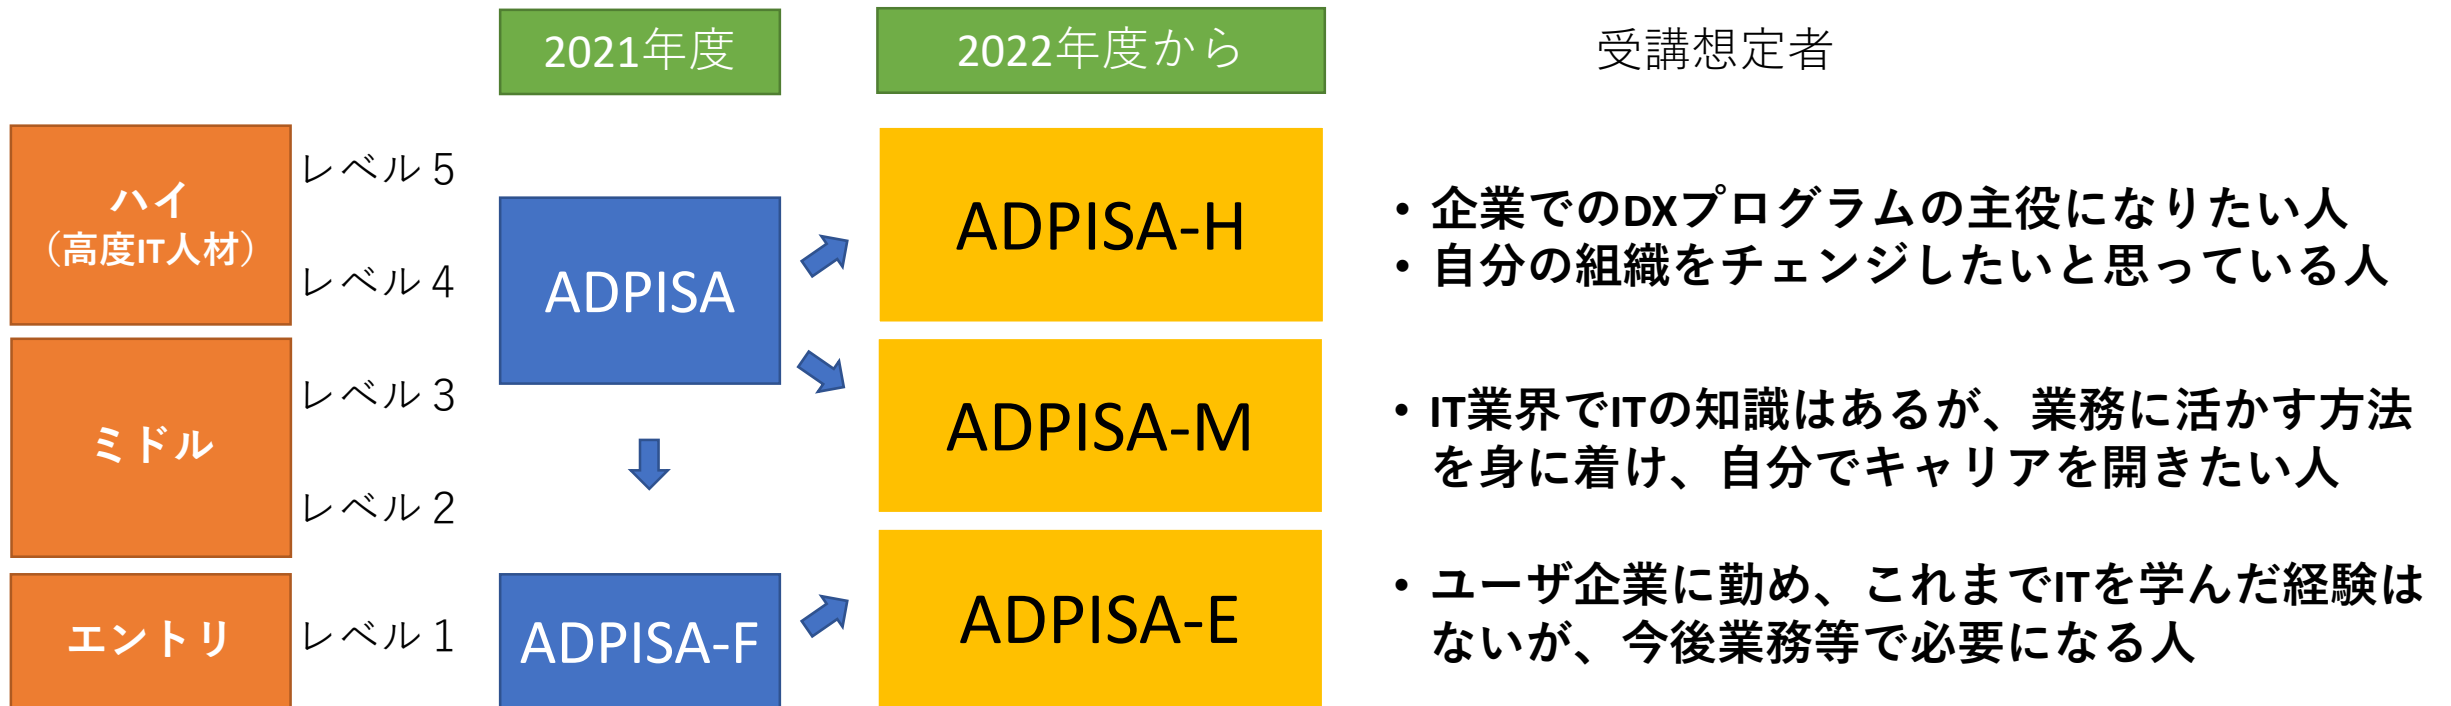 2021年度
2022年度から
受講想定者
ハイ
（高度IT人材）
レベル５
レベル４
ADPISA
ADPISA-H
・企業でのDXプログラムの主役になりたい人
・自分の組織をチェンジしたいと思っている人
ミドル
レベル３
レベル２
ADPISA-M
・IT業界でITの知識はあるが、業務に活かす方法
を身に着け、自分でキャリアを開きたい人
エントリ
レベル１
ADPISA-F
ADPISA-E
・ユーザ企業に勤め、これまでITを学んだ経験は
ないが、今後業務等で必要になる人